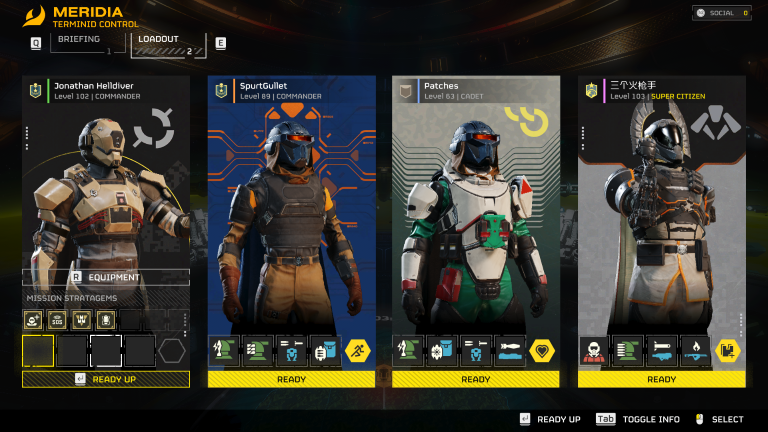 MERIDIA
TERMINID CONTROL
SOCIAL 0
Q BRIEFING 1 LOADOUT 2 E
Jonathan Helldiver
Level 102 | COMMANDER
SpurtGullet
Level 89 | COMMANDER
Patches
Level 63 | CADET
三个火枪手
Level 103 | SUPER CITIZEN
R EQUIPMENT
MISSION STRATAGEMS
SOS
READY UP
READY
READY
READY
READY UP Tab TOGGLE INFO SELECT